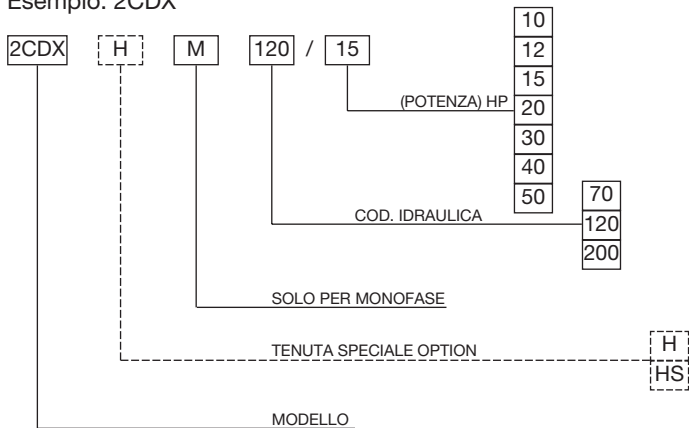 Esempio: 2CDX
2CDX H M 120 / 15
(POTENZA) HP
10
12
15
20
30
40
50
COD. IDRAULICA
70
120
200
SOLO PER MONOFASE
TENUTA SPECIALE OPTION
H
HS
MODELLO